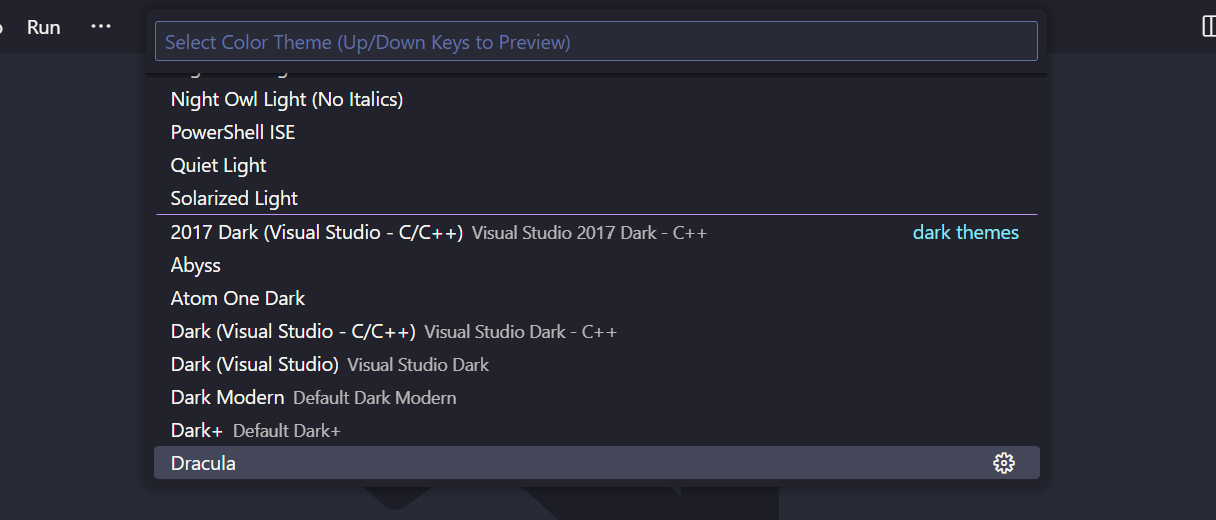 Run ...
Select Color Theme (Up/Down Keys to Preview)
Night Owl Light (No Italics)
PowerShell ISE
Quiet Light
Solarized Light
2017 Dark (Visual Studio - C/C++) Visual Studio 2017 Dark - C++ dark themes
Abyss
Atom One Dark
Dark (Visual Studio - C/C++) Visual Studio Dark - C++
Dark (Visual Studio) Visual Studio Dark
Dark Modern Default Dark Modern
Dark+ Default Dark+
Dracula